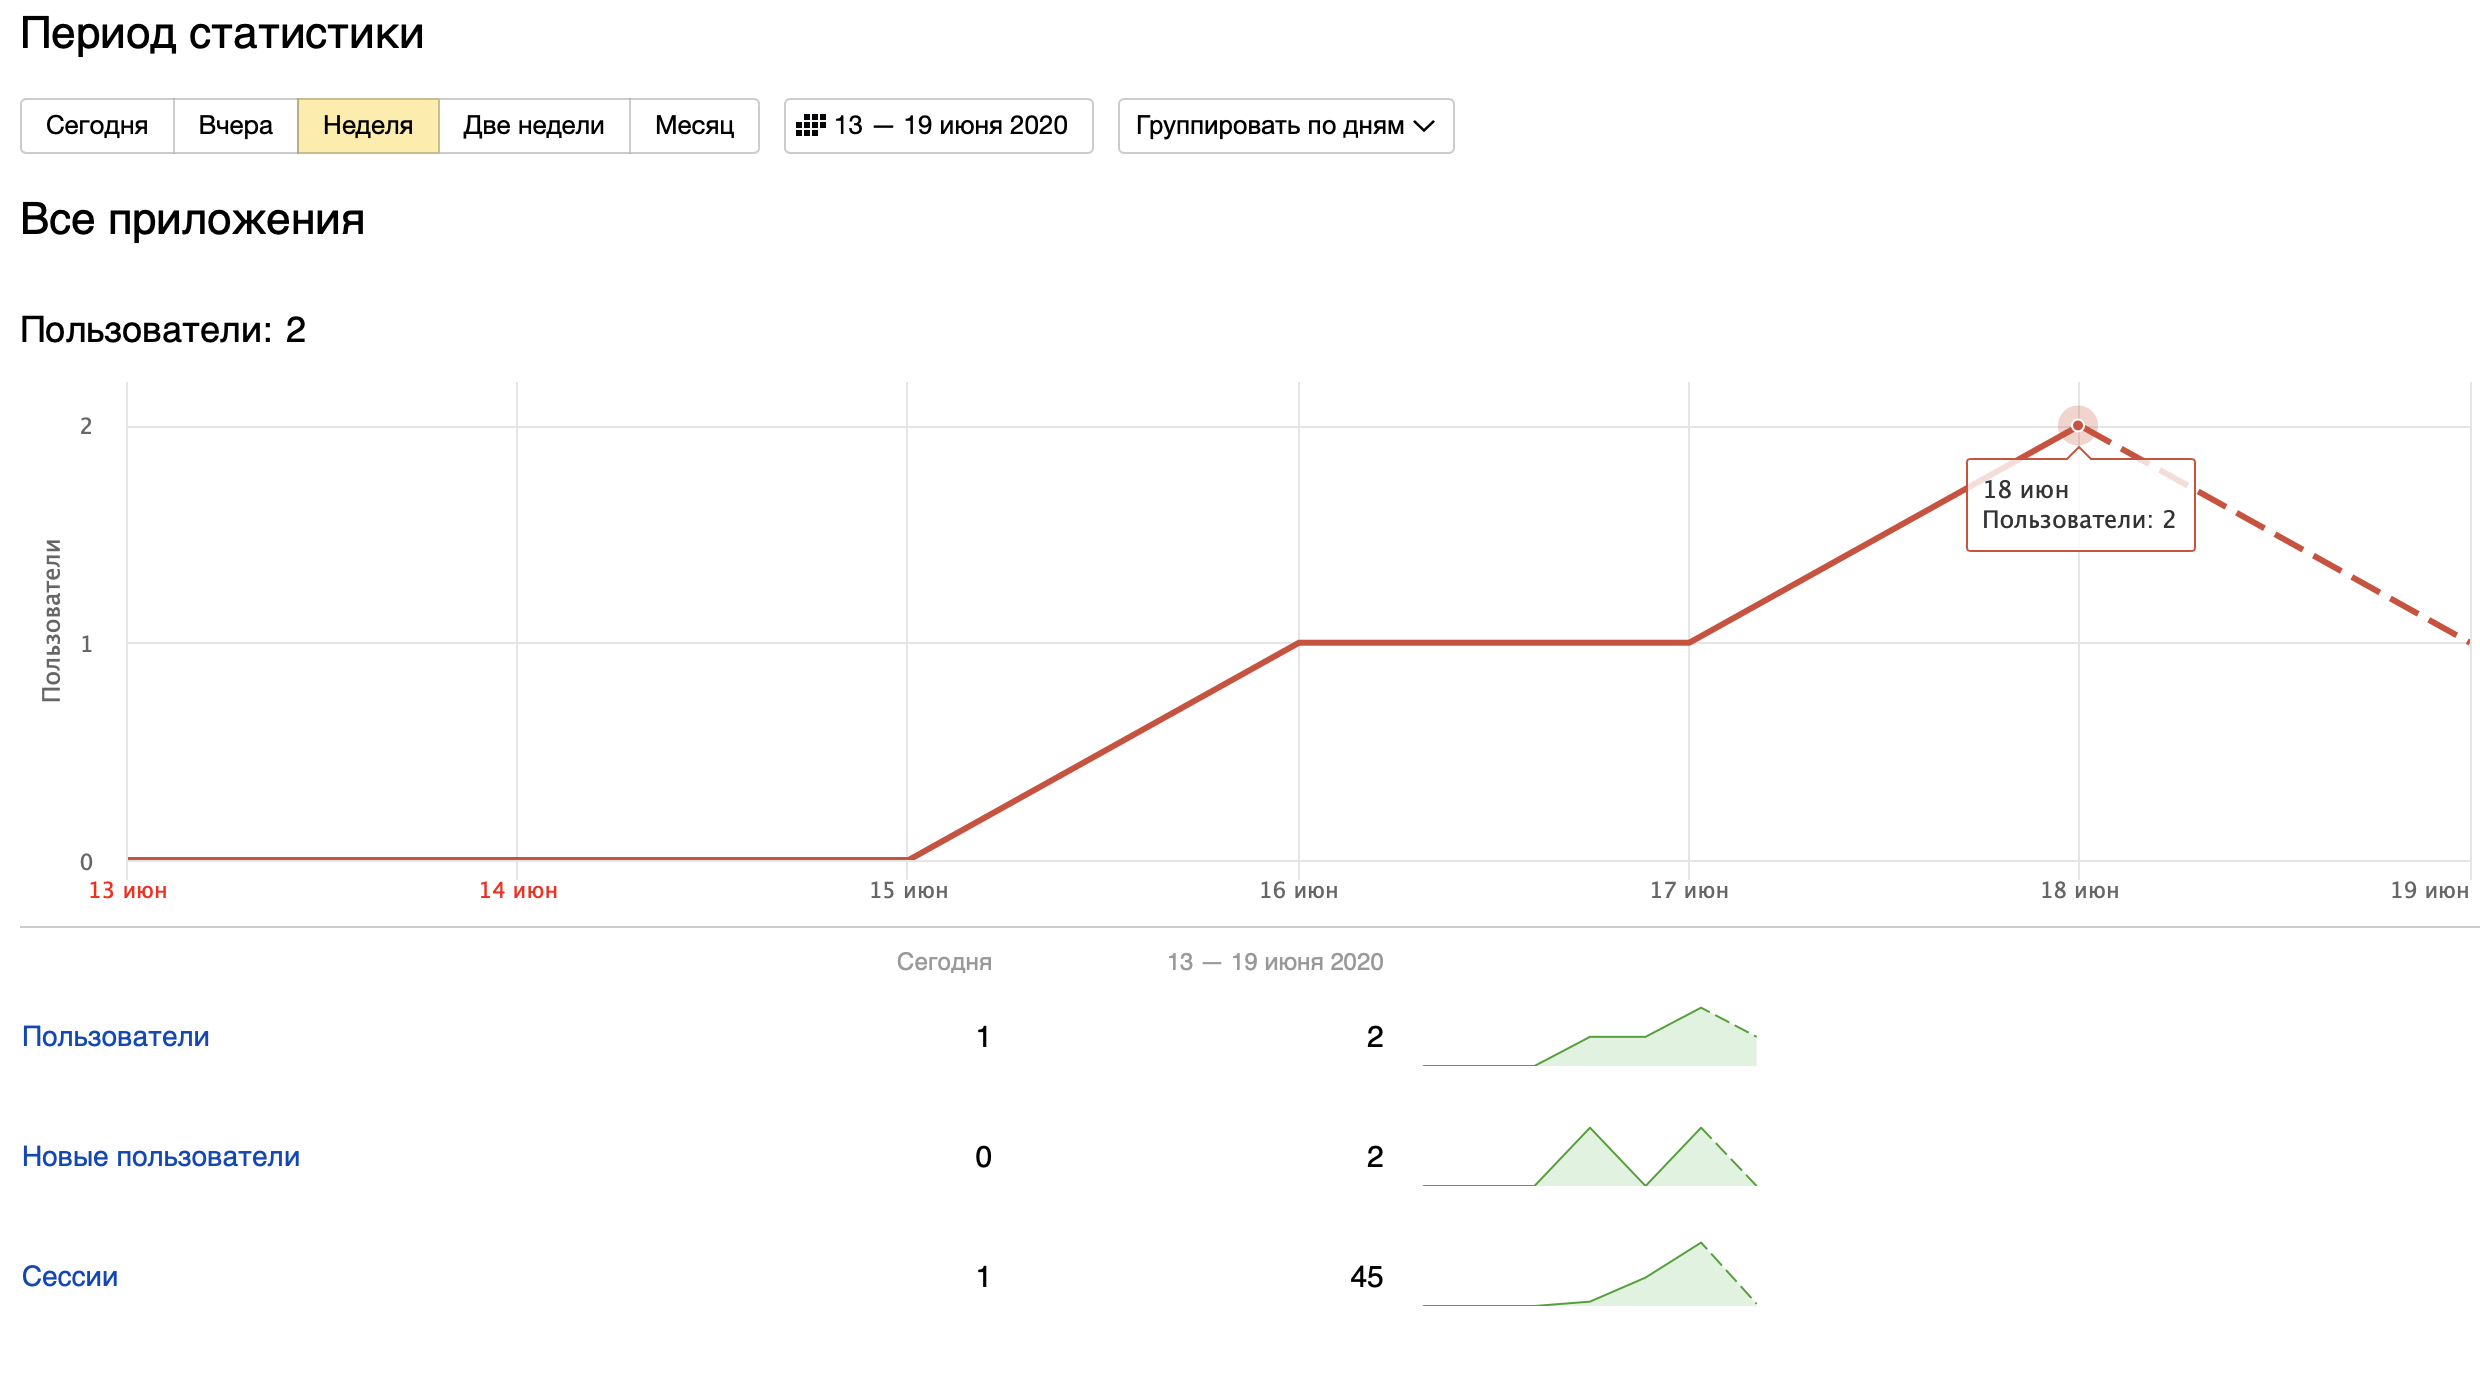 Период статистики
Сегодня Вчера Неделя Две недели Месяц 13 — 19 июня 2020 Группировать по дням
Все приложения
Пользователи: 2
Пользователи
2
1
0
18 июн
Пользователи: 2
13 июн 14 июн 15 июн 16 июн 17 июн 18 июн 19 июн
Сегодня 13 — 19 июня 2020
Пользователи 1 2
Новые пользователи 0 2
Сессии 1 45